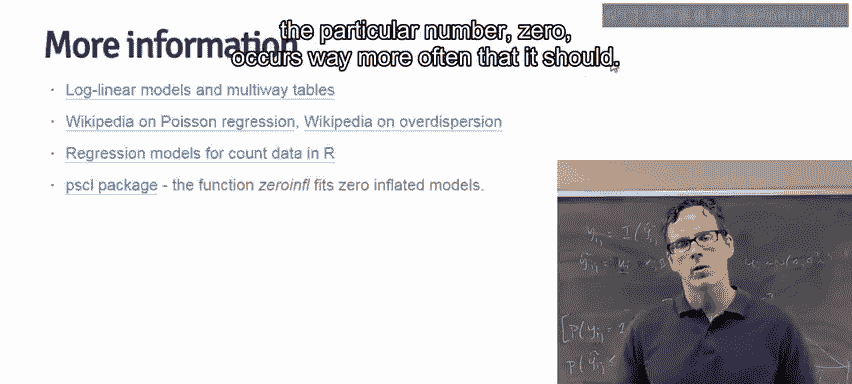 the particular number, zero,
occurs way more often that it should.
More information
· Log-linear models and multiway tables
· Wikipedia on Poisson regression, Wikipedia on overdispersion
· Regression models for count data in R
· pscl package - the function zeroinfl fits zero inflated models.